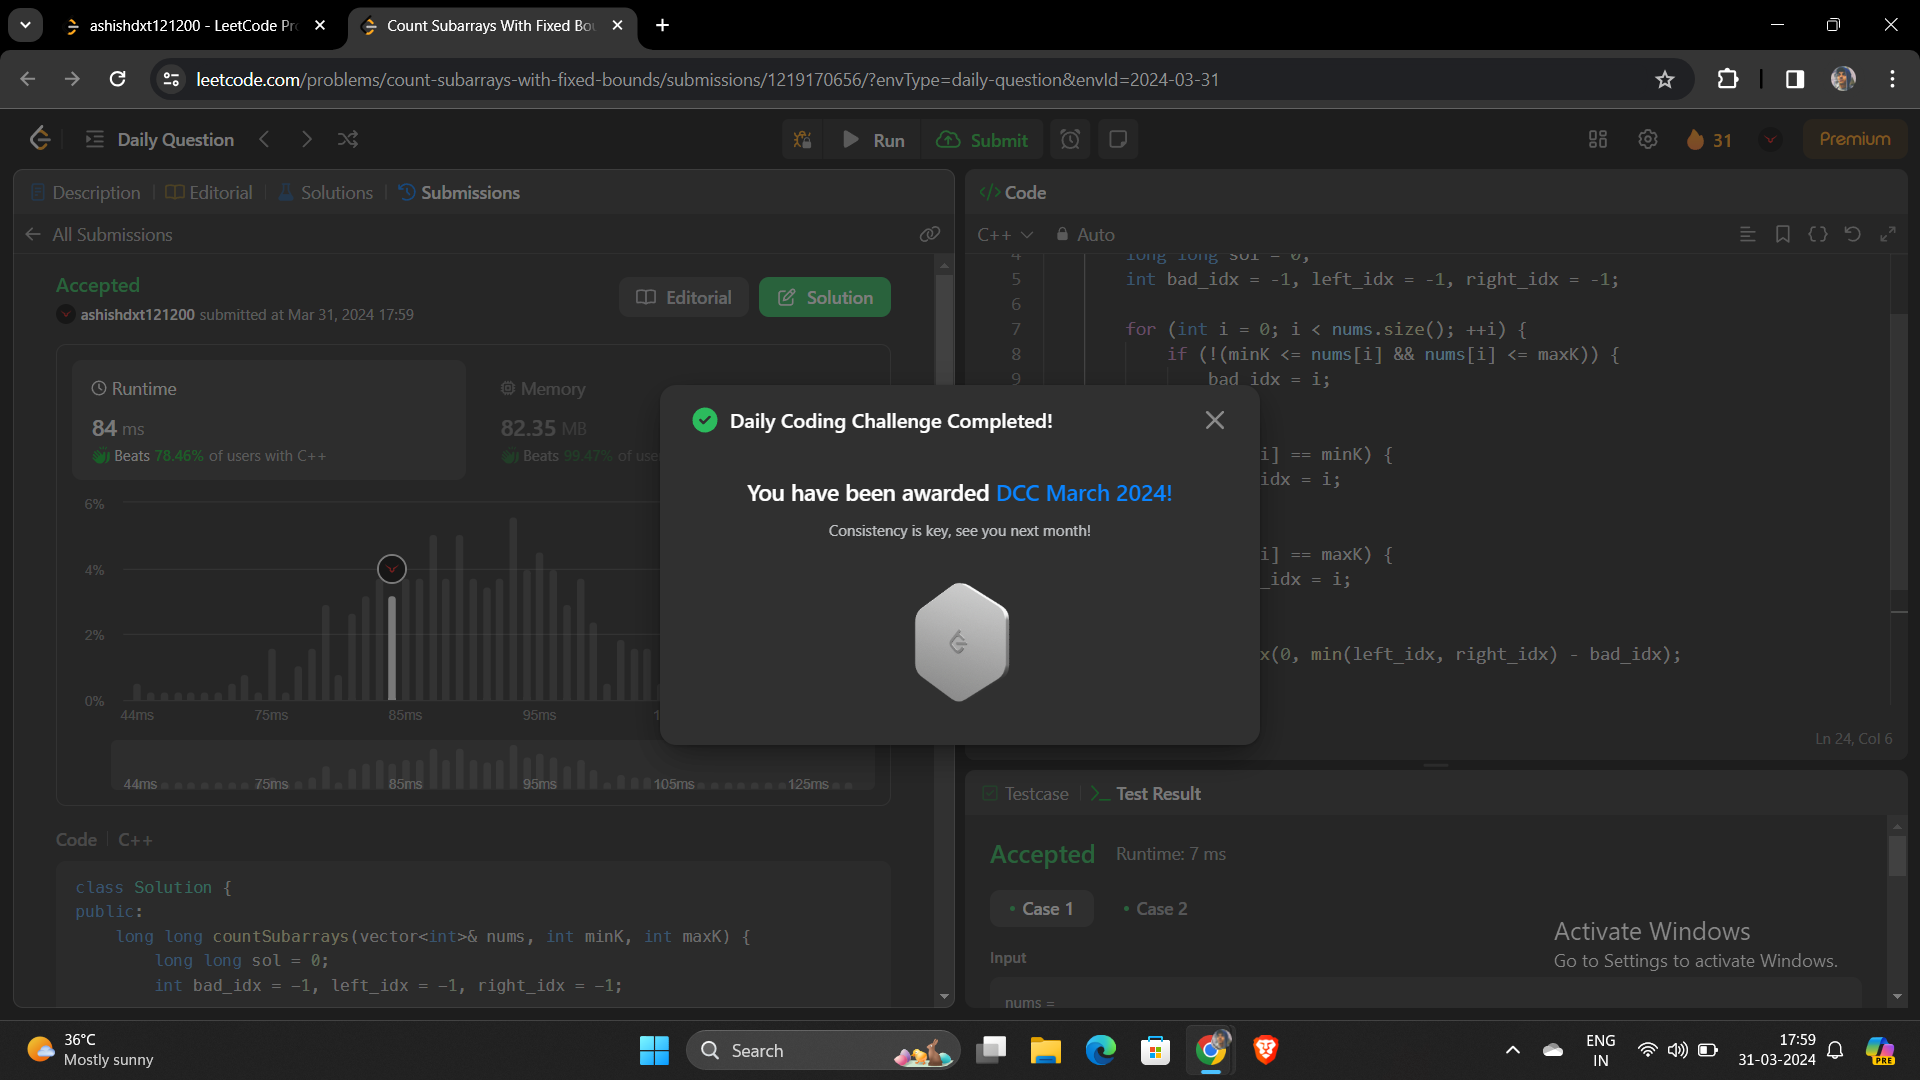 ashishdxt121200 - LeetCode Pr
Count Subarrays With Fixed Bo
leetcode.com/problems/count-subarrays-with-fixed-bounds/submissions/1219170656/?envType=daily-question&envId=2024-03-31
Daily Question
Run
Submit
31
Premium
Description
Editorial
Solutions
Submissions
All Submissions
Accepted
ashishdxt121200 submitted at Mar 31, 2024 17:59
Editorial
Solution
Runtime
84 ms
Beats 78.46% of users with C++
Memory
82.35 MB
Beats 99.47% of use
6%
4%
2%
0%
44ms
75ms
85ms
95ms
1
44ms
75ms
85ms
95ms
105ms
125ms
Code
C++
class Solution {
public:
long long countSubarrays(vector<int>& nums, int minK, int maxK) {
long long sol = 0;
int bad_idx = -1, left_idx = -1, right_idx = -1;
Daily Coding Challenge Completed!
You have been awarded DCC March 2024!
Consistency is key, see you next month!
</> Code
C++
Auto
4 long long sol = 0;
5 int bad_idx = -1, left_idx = -1, right_idx = -1;
6
7 for (int i = 0; i < nums.size(); ++i) {
8 if (!(minK <= nums[i] && nums[i] <= maxK)) {
9 bad_idx = i;
i] == minK) {
idx = i;
i] == maxK) {
_idx = i;
x(0, min(left_idx, right_idx) - bad_idx);
Ln 24, Col 6
Testcase
Test Result
Accepted
Runtime: 7 ms
Case 1
Case 2
Input
nums =
Activate Windows
Go to Settings to activate Windows.
36°C
Mostly sunny
Search
ENG
IN
17:59
31-03-2024
PRE